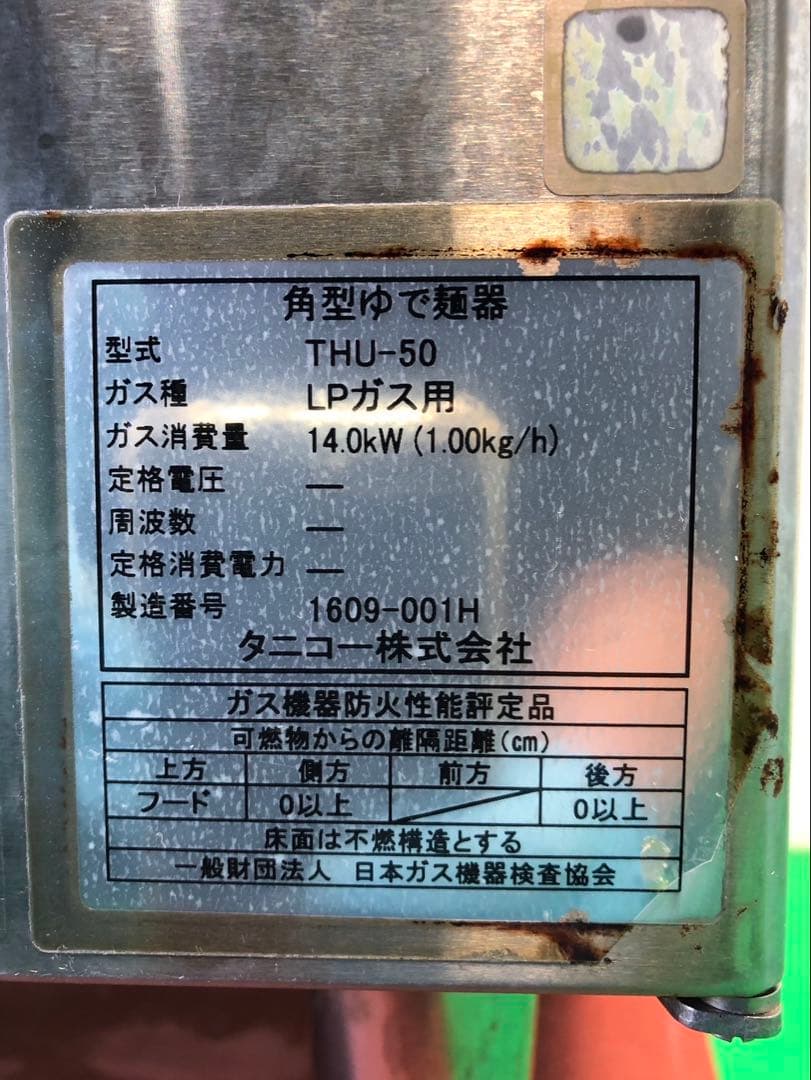 角型ゆで麺器
型式 THU-50
ガス種 LPガス用
ガス消費量 14.0kW (1.00kg/h)
定格電圧 —
周波数 —
定格消費電力 —
製造番号 1609-001H
タニコー株式会社
ガス機器防火性能評定品
可燃物からの離隔距離(cm)
上方 側方 前方 後方
フード 0以上 0以上
床面は不燃構造とする
一般財団法人 日本ガス機器検査協会